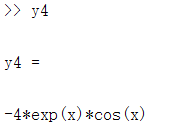 >> y4
y4 =
-4*exp(x)*cos(x)